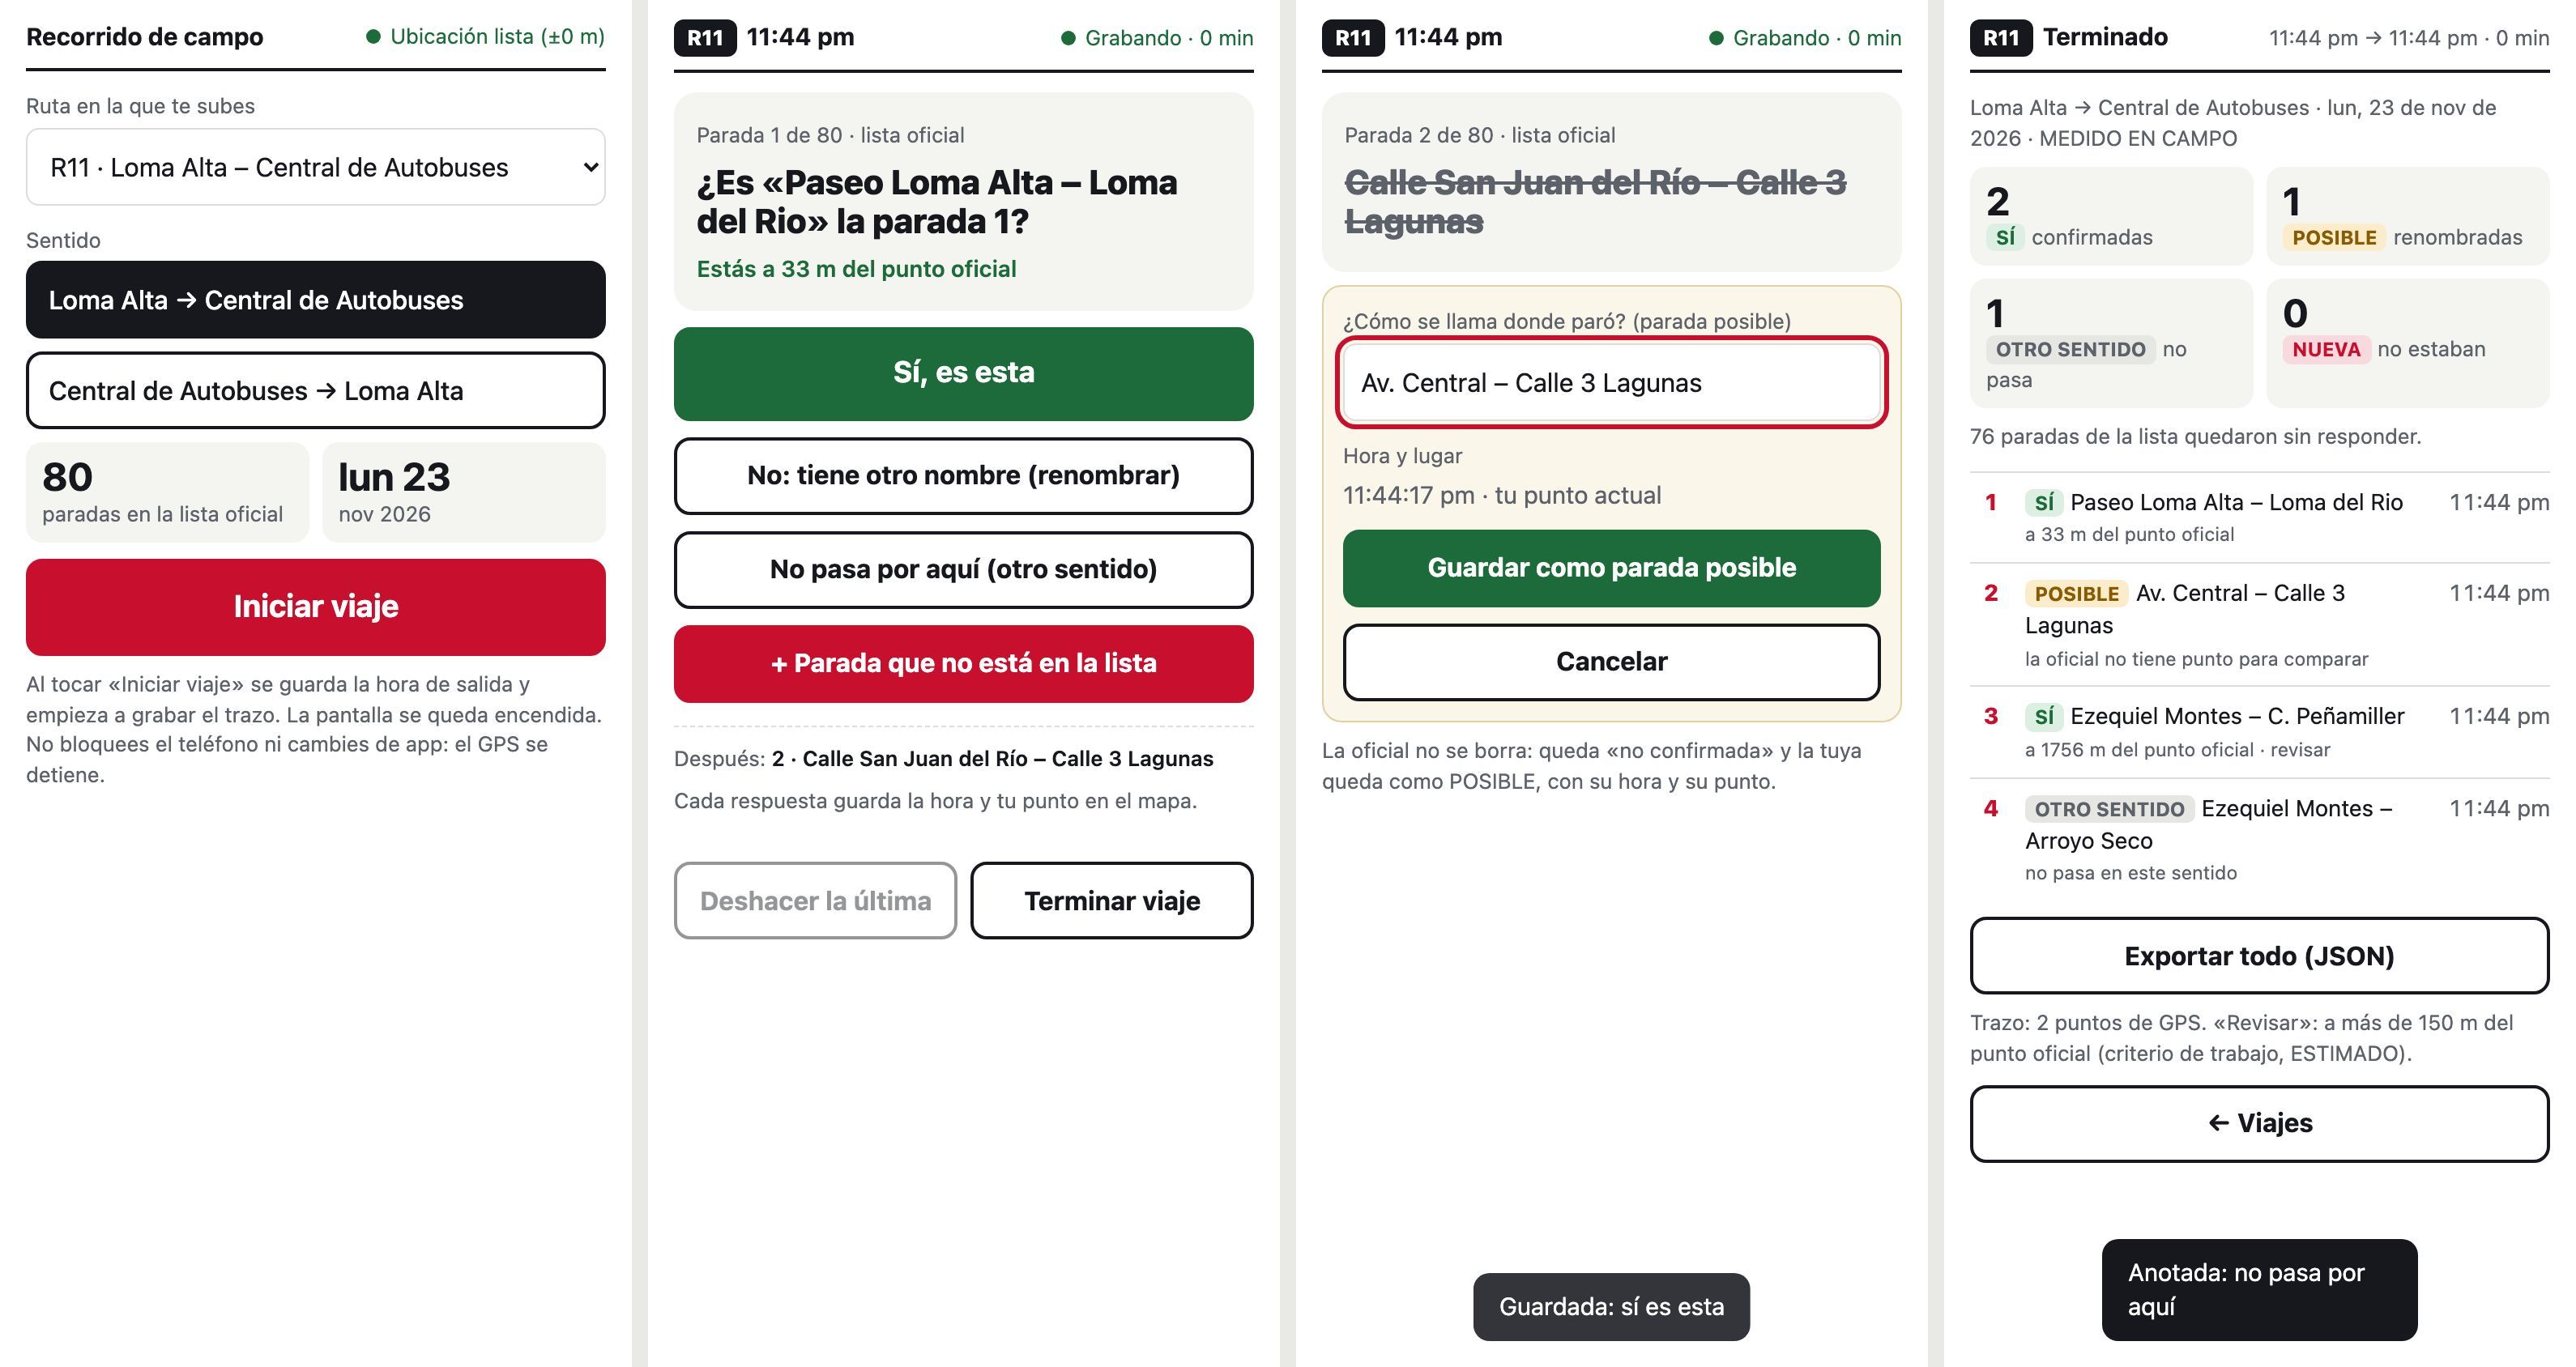 Recorrido de campo
Ubicación lista (±0 m)
Ruta en la que te subes
R11 · Loma Alta – Central de Autobuses
Sentido
Loma Alta → Central de Autobuses
Central de Autobuses → Loma Alta
80
paradas en la lista oficial
lun 23
nov 2026
Iniciar viaje
Al tocar «Iniciar viaje» se guarda la hora de salida y
empieza a grabar el trazo. La pantalla se queda encendida.
No bloquees el teléfono ni cambies de app: el GPS se
detiene.
R11 11:44 pm
Grabando · 0 min
Parada 1 de 80 · lista oficial
¿Es «Paseo Loma Alta – Loma
del Rio» la parada 1?
Estás a 33 m del punto oficial
Sí, es esta
No: tiene otro nombre (renombrar)
No pasa por aquí (otro sentido)
+ Parada que no está en la lista
Después: 2 · Calle San Juan del Río – Calle 3 Lagunas
Cada respuesta guarda la hora y tu punto en el mapa.
Deshacer la última
Terminar viaje
R11 11:44 pm
Grabando · 0 min
Parada 2 de 80 · lista oficial
Calle San Juan del Río – Calle 3
Lagunas
¿Cómo se llama donde paró? (parada posible)
Av. Central – Calle 3 Lagunas
Hora y lugar
11:44:17 pm · tu punto actual
Guardar como parada posible
Cancelar
La oficial no se borra: queda «no confirmada» y la tuya
queda como POSIBLE, con su hora y su punto.
Guardada: sí es esta
R11 Terminado
11:44 pm → 11:44 pm · 0 min
Loma Alta → Central de Autobuses · lun, 23 de nov de
2026 · MEDIDO EN CAMPO
2
SÍ confirmadas
1
POSIBLE renombradas
1
OTRO SENTIDO no
pasa
0
NUEVA no estaban
76 paradas de la lista quedaron sin responder.
1 SÍ Paseo Loma Alta – Loma del Rio 11:44 pm
a 33 m del punto oficial
2 POSIBLE Av. Central – Calle 3 11:44 pm
Lagunas
la oficial no tiene punto para comparar
3 SÍ Ezequiel Montes – C. Peñamiller 11:44 pm
a 1756 m del punto oficial · revisar
4 OTRO SENTIDO Ezequiel Montes – 11:44 pm
Arroyo Seco
no pasa en este sentido
Exportar todo (JSON)
Trazo: 2 puntos de GPS. «Revisar»: a más de 150 m del
punto oficial (criterio de trabajo, ESTIMADO).
← Viajes
Anotada: no pasa por
aquí